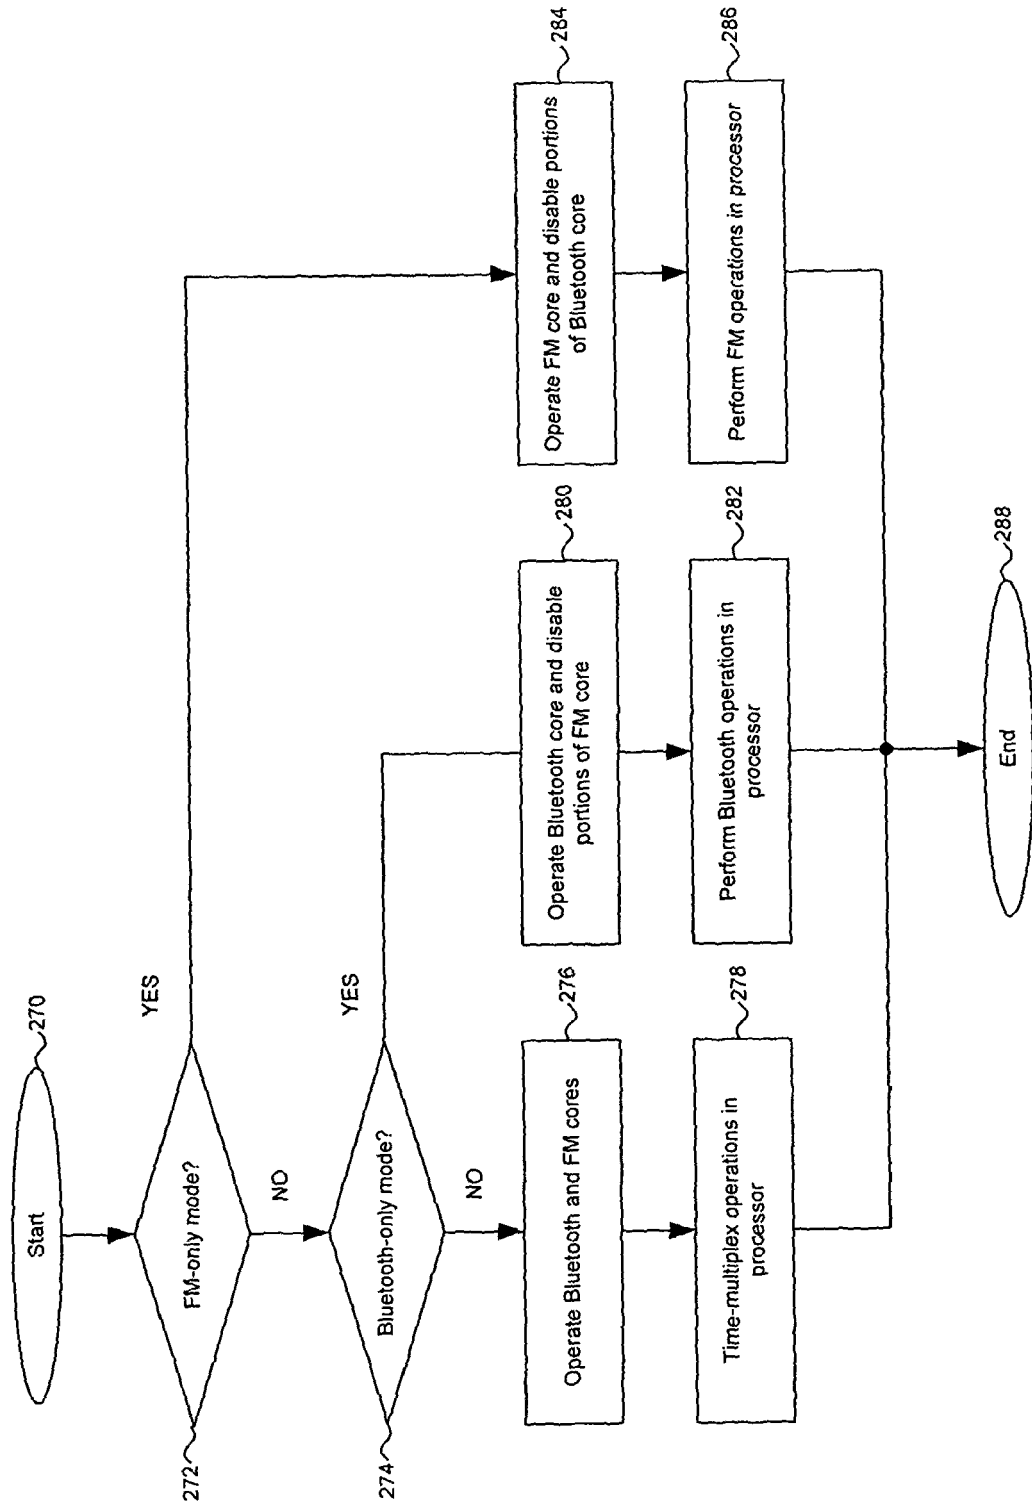 Start
270
FM-only mode?
272
YES
NO
Bluetooth-only mode?
274
YES
NO
Operate Bluetooth and FM cores
276
Time-multiplex operations in
processor
278
Operate Bluetooth core and disable
portions of FM core
280
Perform Bluetooth operations in
processor
282
Operate FM core and disable portions
of Bluetooth core
284
Perform FM operations in processor
286
End
288